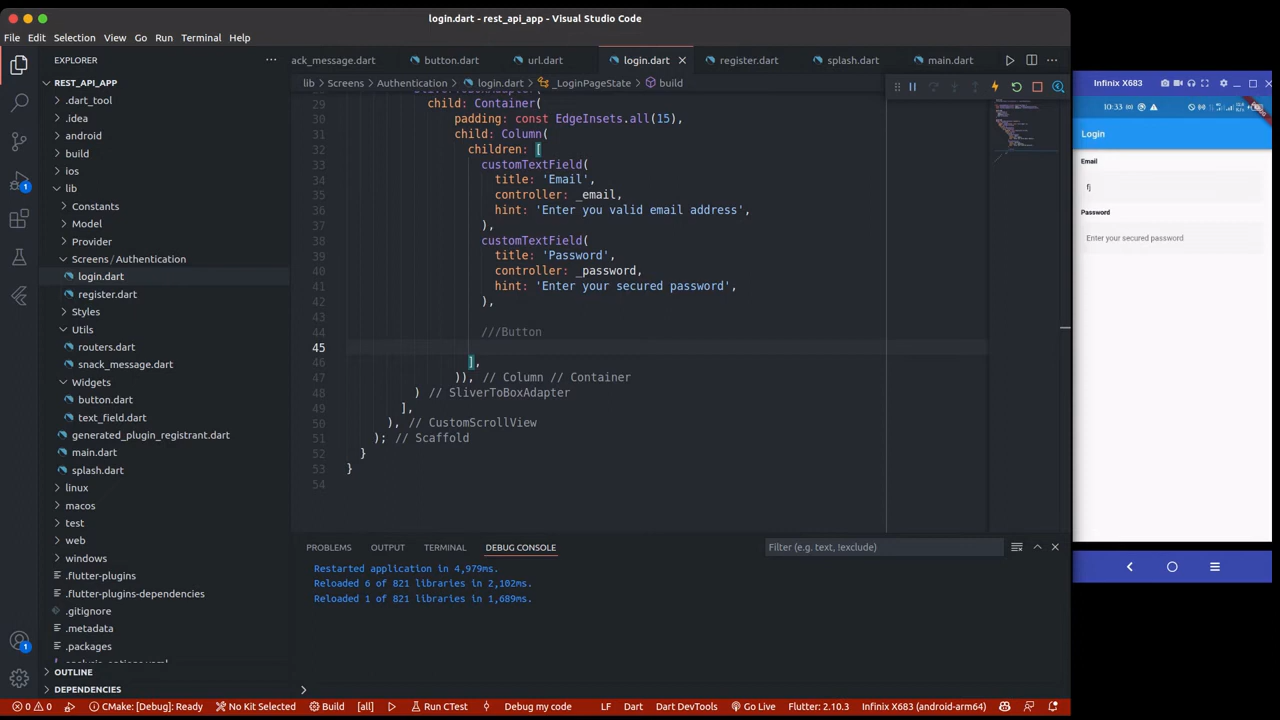 login.dart - rest_api_app - Visual Studio Code
File Edit Selection View Go Run Terminal Help
EXPLORER
ack_message.dart button.dart url.dart login.dart register.dart splash.dart main.dart
REST_API_APP
lib Screens Authentication login.dart _LoginPageState build
.dart_tool
.idea
android
build
ios
lib
Constants
Model
Provider
Screens / Authentication
login.dart
register.dart
Styles
Utils
routers.dart
snack_message.dart
Widgets
button.dart
text_field.dart
generated_plugin_registrant.dart
main.dart
splash.dart
linux
macos
test
web
windows
.flutter-plugins
.flutter-plugins-dependencies
.gitignore
.metadata
.packages
OUTLINE
DEPENDENCIES
1
1
29 child: Container(
30 padding: const EdgeInsets.all(15),
31 child: Column(
32 children: [
33 customTextField(
34 title: 'Email',
35 controller: _email,
36 hint: 'Enter you valid email address',
37 ),
38 customTextField(
39 title: 'Password',
40 controller: _password,
41 hint: 'Enter your secured password',
42 ),
43
44 ///Button
45
46 ],
47 )), // Column // Container
48 ) // SliverToBoxAdapter
49 ],
50 ), // CustomScrollView
51 ); // Scaffold
52 }
53 }
54
PROBLEMS OUTPUT TERMINAL DEBUG CONSOLE
Filter (e.g. text, !exclude)
Restarted application in 4,979ms.
Reloaded 6 of 821 libraries in 2,102ms.
Reloaded 1 of 821 libraries in 1,689ms.
0 0 CMake: [Debug]: Ready No Kit Selected Build [all] Run CTest Debug my code LF Dart Dart DevTools Go Live Flutter: 2.10.3 Infinix X683 (android-arm64)
Infinix X683
10:33
Login
Email
fj
Password
Enter your secured password